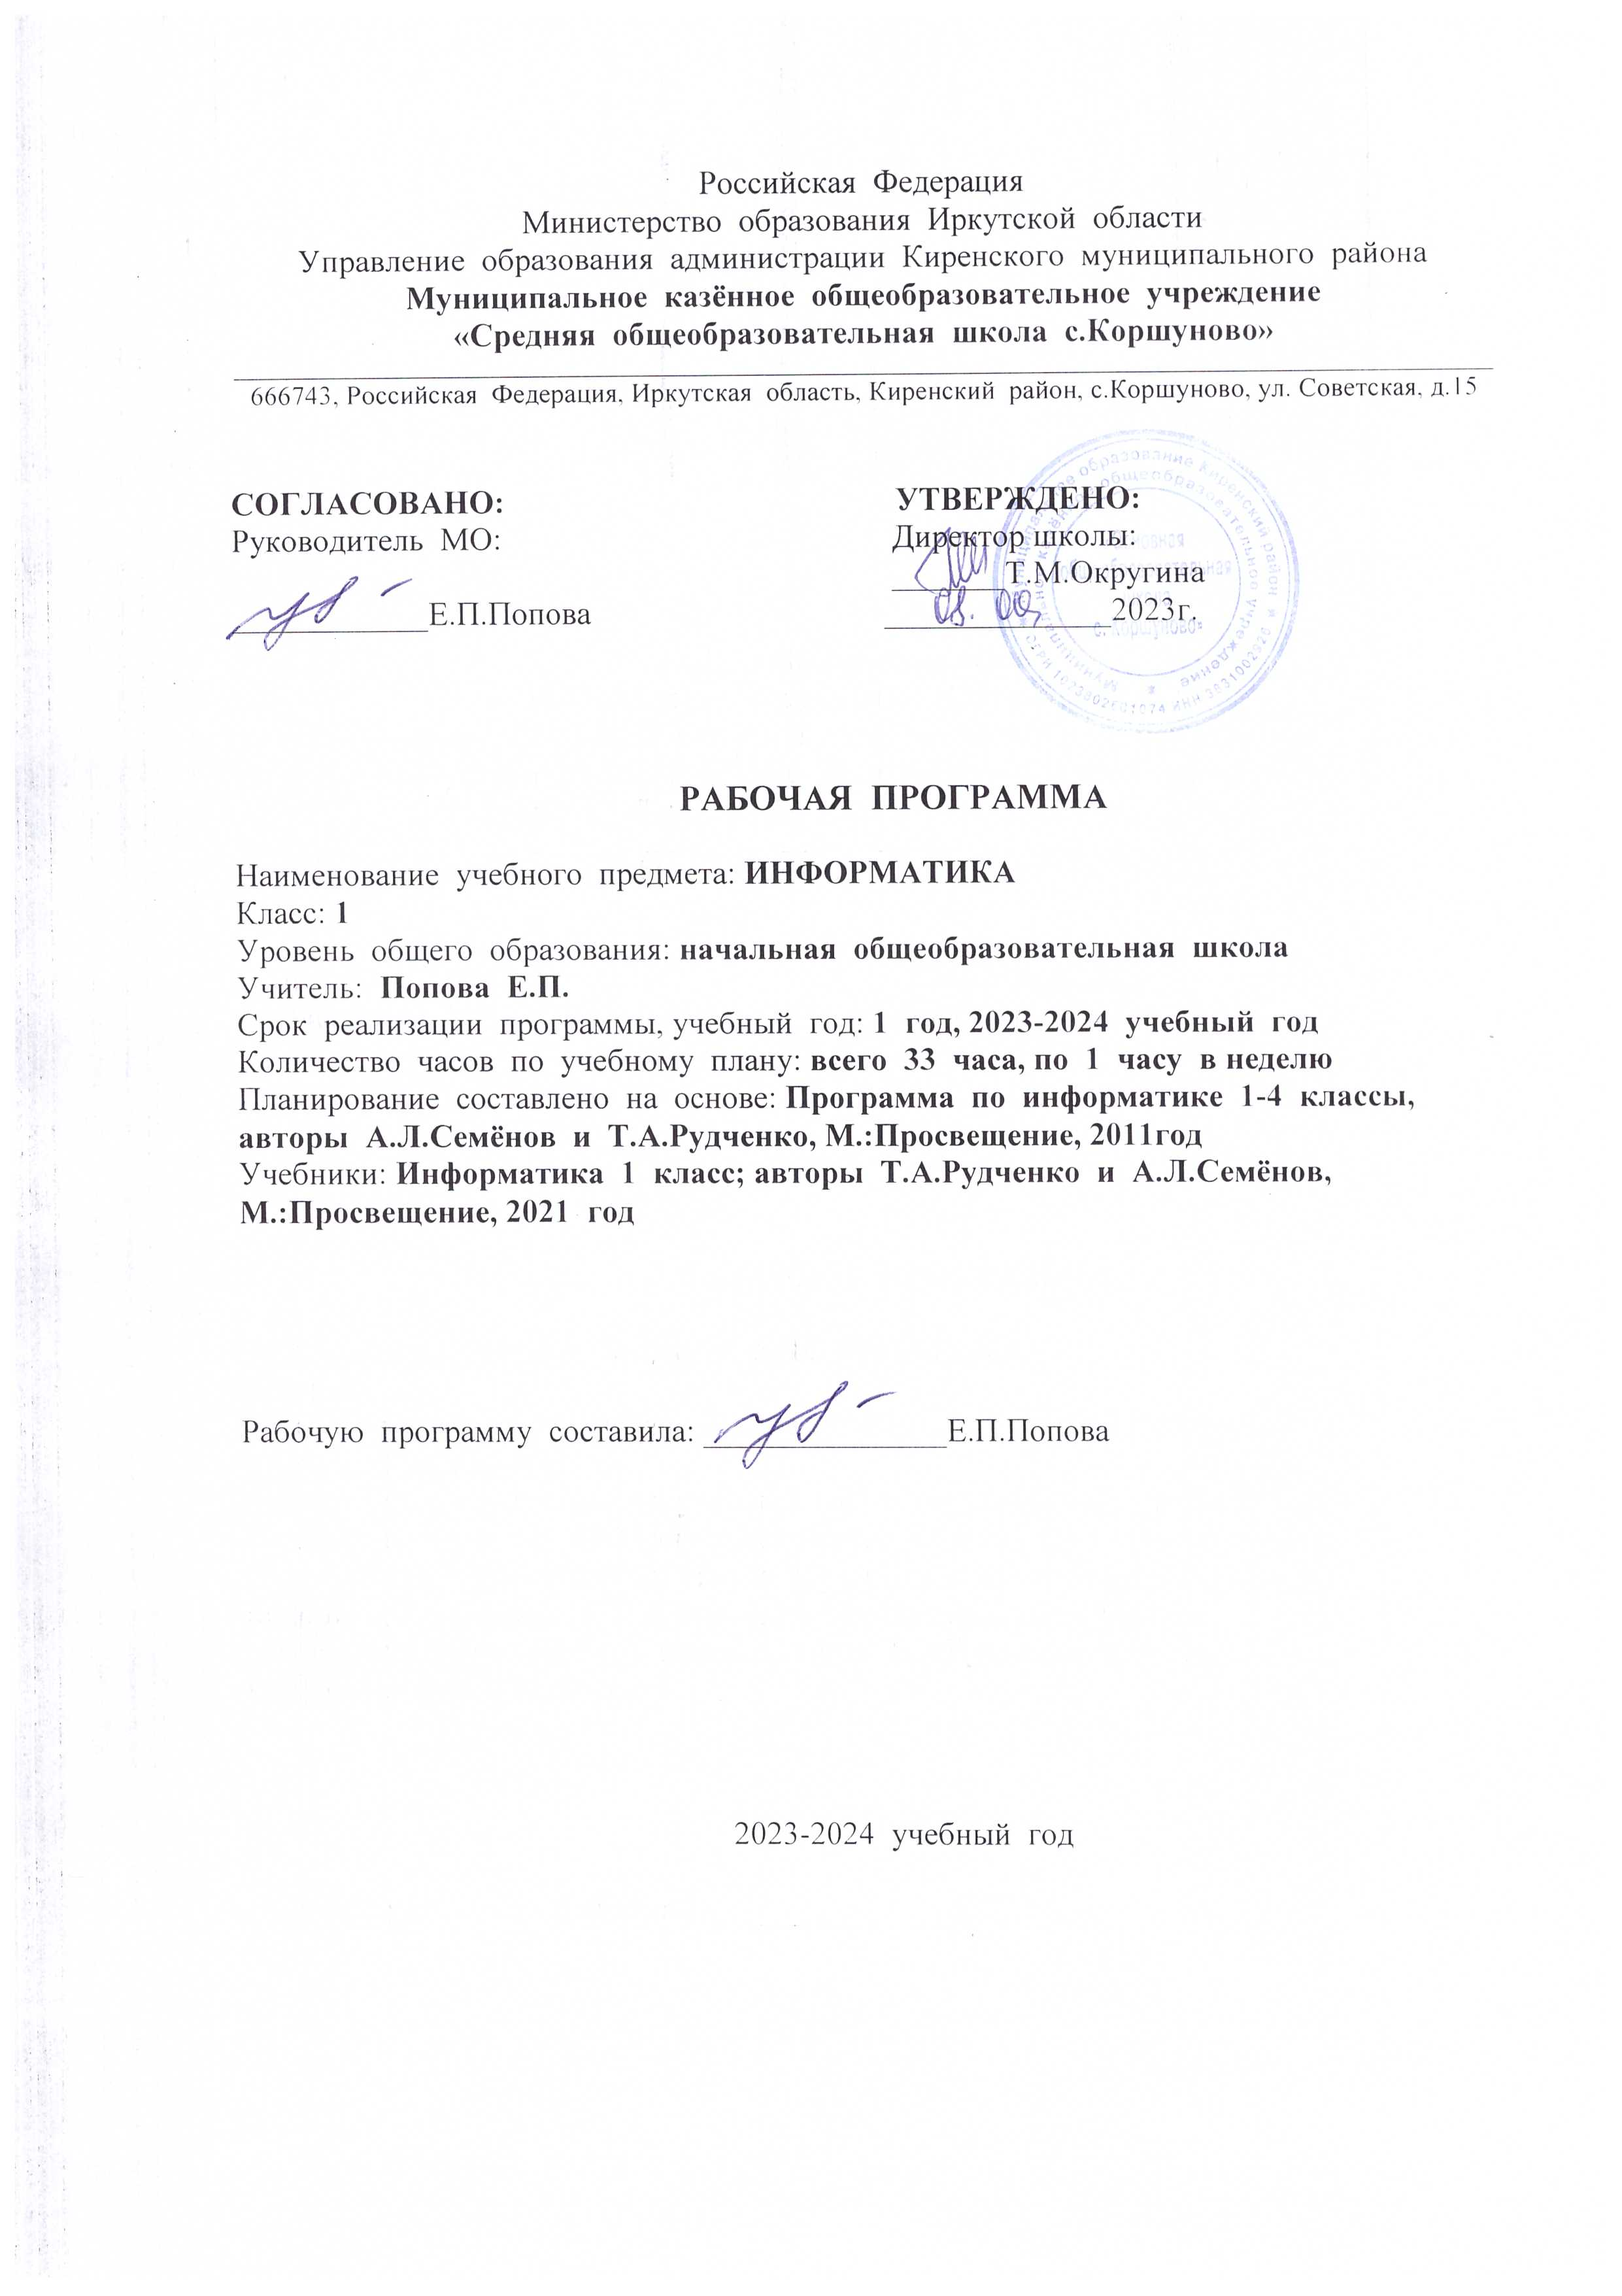 Российская Федерация
Министерство образования Иркутской области
Управление образования администрации Киренского муниципального района
Муниципальное казённое общеобразовательное учреждение
«Средняя общеобразовательная школа с.Коршуново»
666743, Российская Федерация, Иркутская область, Киренский район, с.Коршуново, ул. Советская, д.15
СОГЛАСОВАНО:
Руководитель МО:
Е.П.Попова
УТВЕРЖДЕНО:
Директор школы:
Т.М.Округина
2023г.
РАБОЧАЯ ПРОГРАММА
Наименование учебного предмета: ИНФОРМАТИКА
Класс: 1
Уровень общего образования: начальная общеобразовательная школа
Учитель: Попова Е.П.
Срок реализации программы, учебный год: 1 год, 2023-2024 учебный год
Количество часов по учебному плану: всего 33 часа, по 1 часу в неделю
Планирование составлено на основе: Программа по информатике 1-4 классы,
авторы А.Л.Семёнов и Т.А.Рудченко, М.:Просвещение, 2011год
Учебники: Информатика 1 класс; авторы Т.А.Рудченко и А.Л.Семёнов,
М.:Просвещение, 2021 год
Рабочую программу составила: Е.П.Попова
2023-2024 учебный год